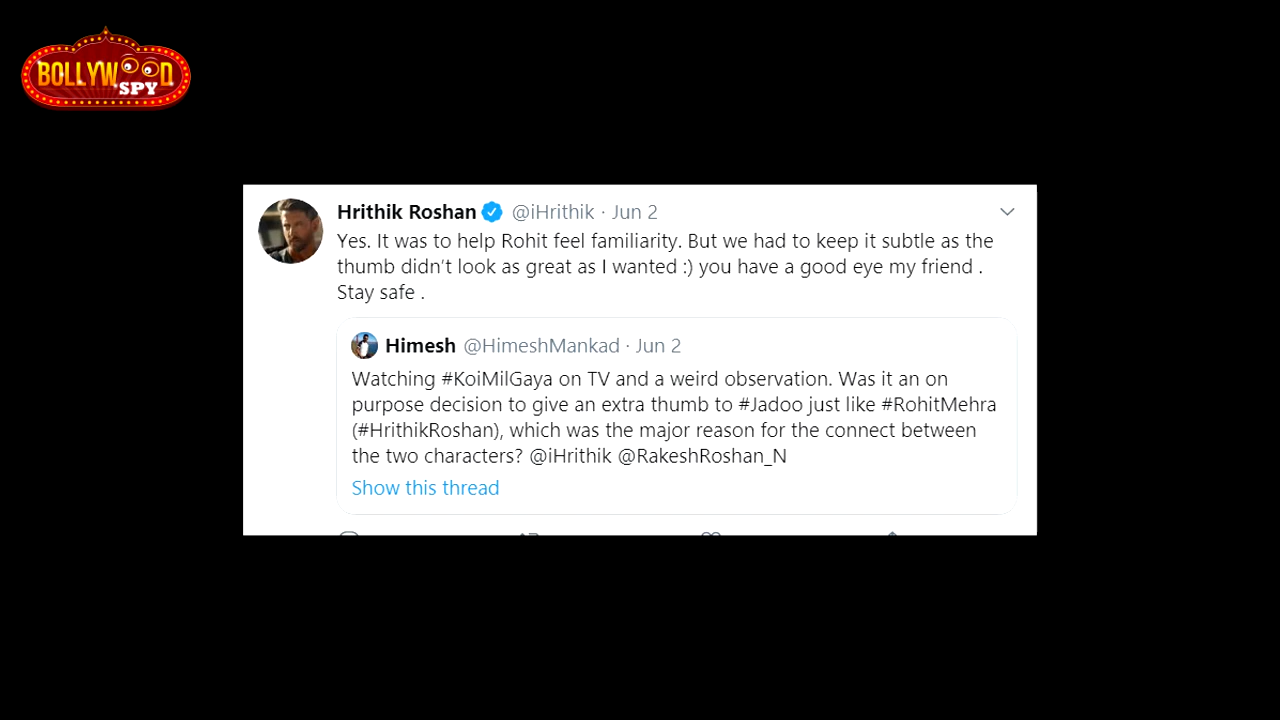 BOLLYWOOD
SPY
Hrithik Roshan @iHrithik · Jun 2
Yes. It was to help Rohit feel familiarity. But we had to keep it subtle as the
thumb didn't look as great as I wanted :) you have a good eye my friend .
Stay safe .
Himesh @HimeshMankad · Jun 2
Watching #KoiMilGaya on TV and a weird observation. Was it an on
purpose decision to give an extra thumb to #Jadoo just like #RohitMehra
(#HrithikRoshan), which was the major reason for the connect between
the two characters? @iHrithik @RakeshRoshan_N
Show this thread